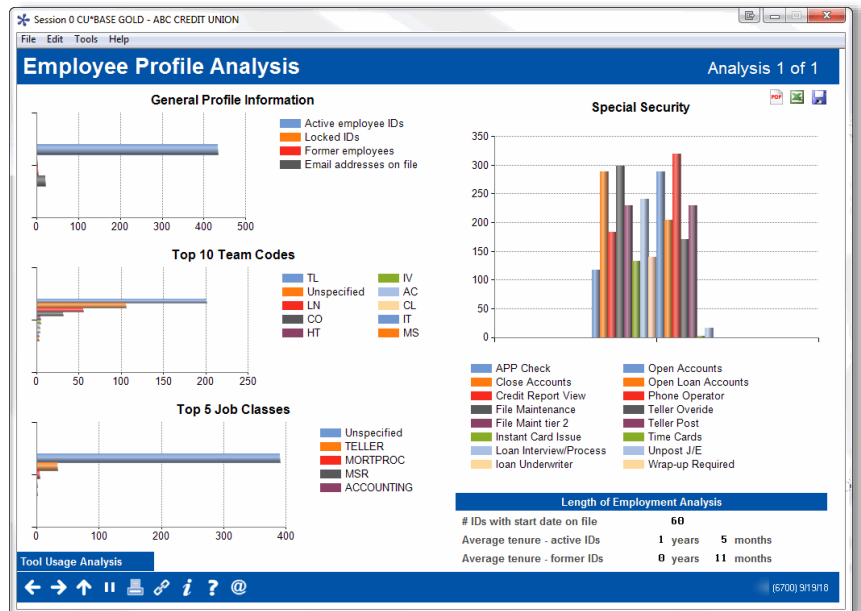 Session 0 CU*BASE GOLD - ABC CREDIT UNION
File Edit Tools Help
Employee Profile Analysis
Analysis 1 of 1
PDF
General Profile Information
Active employee IDs
Locked IDs
Former employees
Email addresses on file
0 100 200 300 400 500
Top 10 Team Codes
TL IV
Unspecified AC
LN CL
CO IT
HT MS
0 50 100 150 200 250
Top 5 Job Classes
Unspecified
TELLER
MORTPROC
MSR
ACCOUNTING
0 100 200 300 400
Special Security
350
300
250
200
150
100
50
0
APP Check Open Accounts
Close Accounts Open Loan Accounts
Credit Report View Phone Operator
File Maintenance Teller Overide
File Maint tier 2 Teller Post
Instant Card Issue Time Cards
Loan Interview/Process Unpost J/E
loan Underwriter Wrap-up Required
Length of Employment Analysis
# IDs with start date on file 60
Average tenure - active IDs 1 years 5 months
Average tenure - former IDs 0 years 11 months
Tool Usage Analysis
(6700) 9/19/18